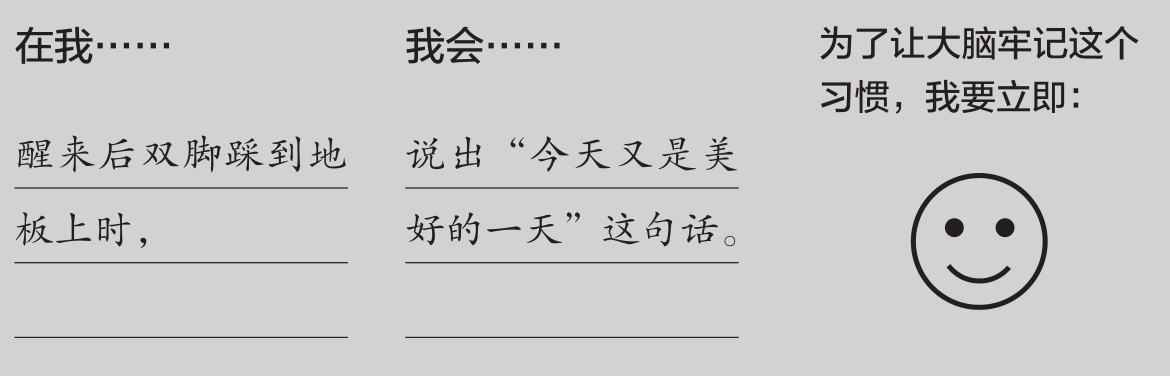 在我……
醒来后双脚踩到地
板上时，
我会……
说出“今天又是美
好的一天”这句话。
为了让大脑牢记这个
习惯，我要立即：